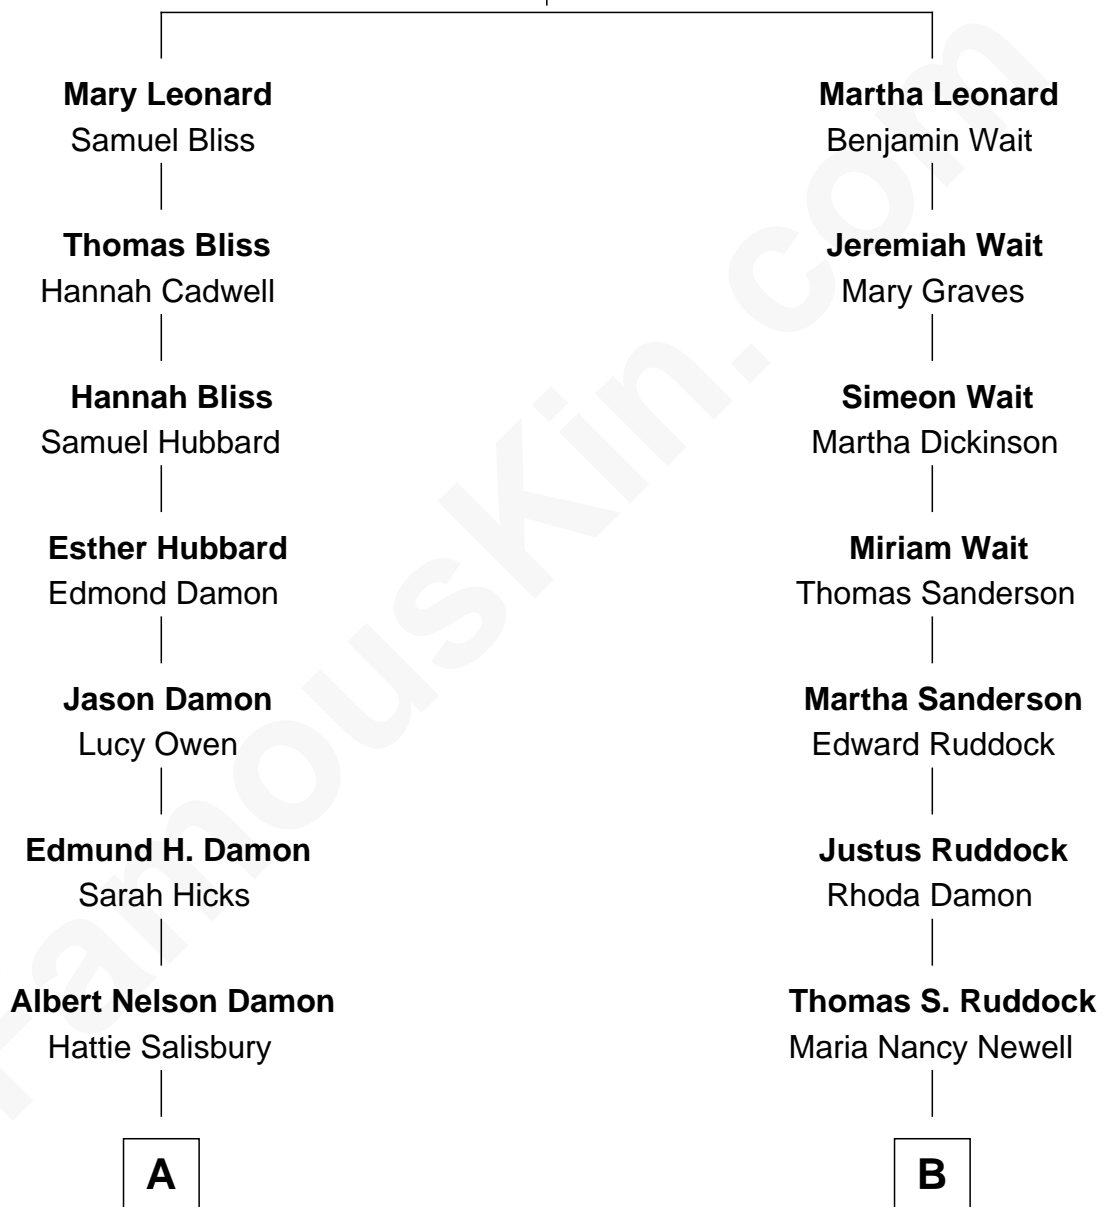 Mary Leonard
Samuel Bliss
Thomas Bliss
Hannah Cadwell
Hannah Bliss
Samuel Hubbard
Esther Hubbard
Edmond Damon
Jason Damon
Lucy Owen
Edmund H. Damon
Sarah Hicks
Albert Nelson Damon
Hattie Salisbury
A
Martha Leonard
Benjamin Wait
Jeremiah Wait
Mary Graves
Simeon Wait
Martha Dickinson
Miriam Wait
Thomas Sanderson
Martha Sanderson
Edward Ruddock
Justus Ruddock
Rhoda Damon
Thomas S. Ruddock
Maria Nancy Newell
B
FamousKin.com